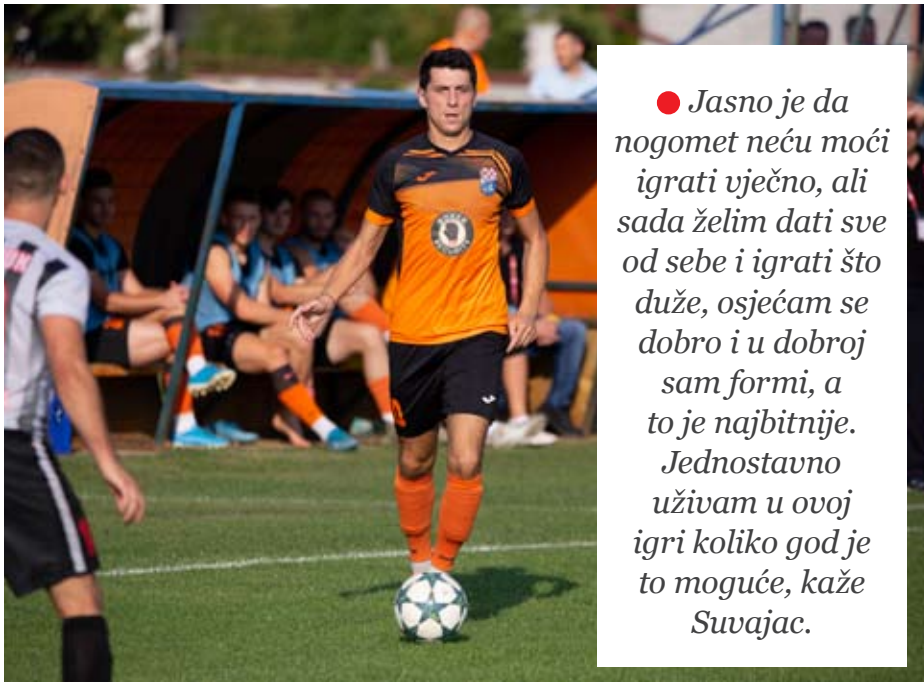 Jasno je da
nogomet neću moći
igrati vječno, ali
sada želim dati sve
od sebe i igrati što
duže, osjećam se
dobro i u dobroj
sam formi, a
to je najbitnije.
Jednostavno
uživam u ovoj
igri koliko god je
to moguće, kaže
Suvajac.